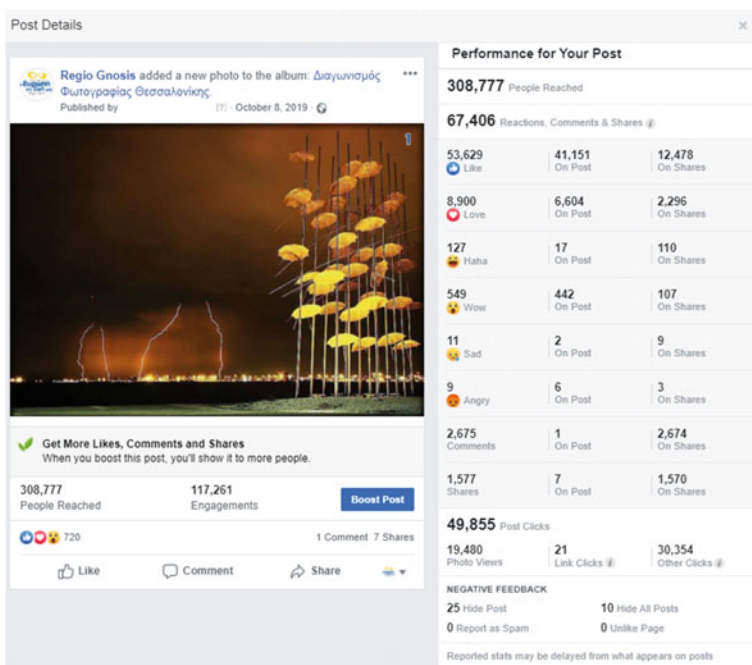 Post Details
×
Regio Gnosis added a new photo to the album: Διαγωνισμός
Φωτογραφίας Θεσσαλονίκης.
Published by [?] · October 8, 2019 ·
1
Get More Likes, Comments and Shares
When you boost this post, you'll show it to more people.
308,777
People Reached
117,261
Engagements
Boost Post
720
1 Comment 7 Shares
Like
Comment
Share
Performance for Your Post
308,777 People Reached
67,406 Reactions, Comments & Shares
53,629 41,151 12,478
Like On Post On Shares
8,900 6,604 2,296
Love On Post On Shares
127 17 110
Haha On Post On Shares
549 442 107
Wow On Post On Shares
11 2 9
Sad On Post On Shares
9 6 3
Angry On Post On Shares
2,675 1 2,674
Comments On Post On Shares
1,577 7 1,570
Shares On Post On Shares
49,855 Post Clicks
19,480 21 30,354
Photo Views Link Clicks Other Clicks
NEGATIVE FEEDBACK
25 Hide Post 10 Hide All Posts
0 Report as Spam 0 Unlike Page
Reported stats may be delayed from what appears on posts